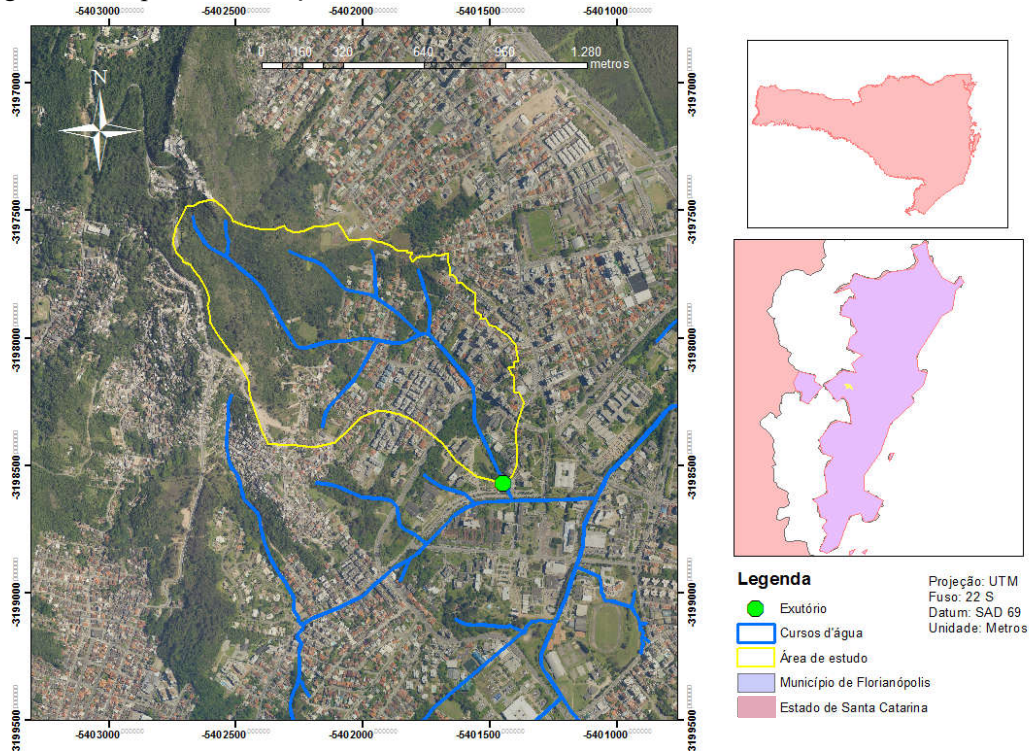 -5403000 -5402500 -5402000 -5401500 -5401000
0 160 320 640 960 1.280
metros
N
-3197000 -3197000
-3197500 -3197500
-3198000 -3198000
-3198500 -3198500
-3199000 -3199000
-3199500 -3199500
-5403000 -5402500 -5402000 -5401500 -5401000
Legenda
Exutório
Cursos d'água
Área de estudo
Município de Florianópolis
Estado de Santa Catarina
Projeção: UTM
Fuso: 22 S
Datum: SAD 69
Unidade: Metros